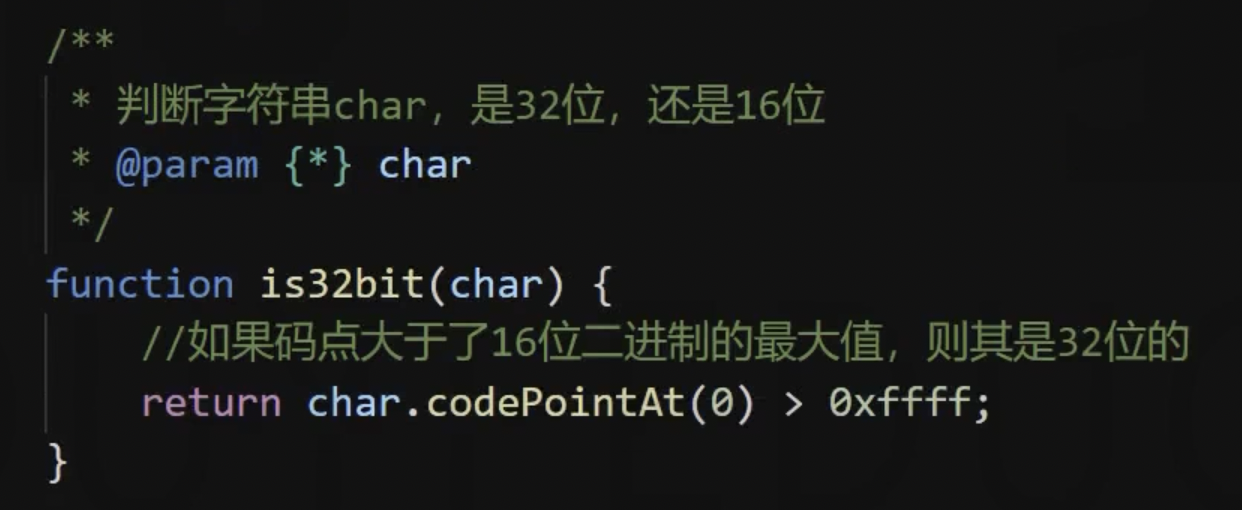 /**
 * 判断字符串char，是32位，还是16位
 * @param {*} char
 */
function is32bit(char) {
    //如果码点大于了16位二进制的最大值，则其是32位的
    return char.codePointAt(0) > 0xffff;
}